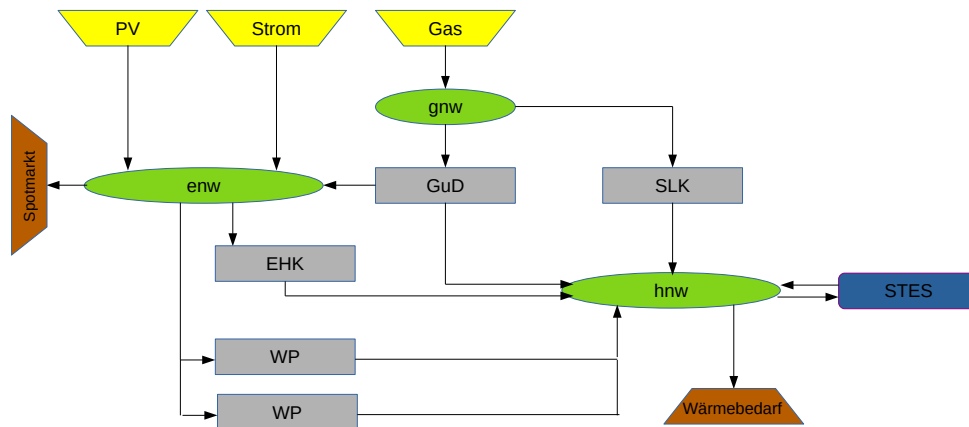 PV
Strom
Gas
gnw
Spotmarkt
enw
GuD
SLK
EHK
hnw
STES
WP
WP
Wärmebedarf